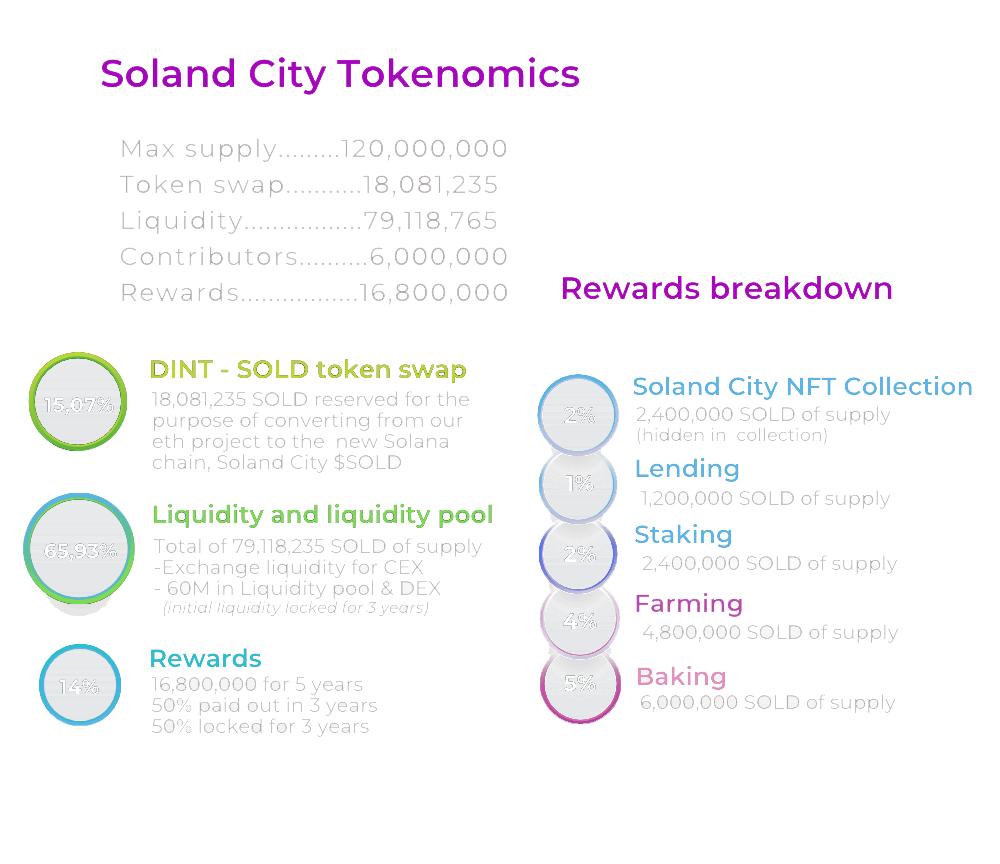 Soland City Tokenomics
Max supply.........120,000,000
Token swap...........18,081,235
Liquidity.................79,118,765
Contributors..........6,000,000
Rewards.................16,800,000
15,07%
DINT - SOLD token swap
18,081,235 SOLD reserved for the
purpose of converting from our
eth project to the new Solana
chain, Soland City $SOLD
65,93%
Liquidity and liquidity pool
Total of 79,118,235 SOLD of supply
-Exchange liquidity for CEX
- 60M in Liquidity pool & DEX
(initial liquidity locked for 3 years)
14%
Rewards
16,800,000 for 5 years
50% paid out in 3 years
50% locked for 3 years
Rewards breakdown
2%
Soland City NFT Collection
2,400,000 SOLD of supply
(hidden in collection)
1%
Lending
1,200,000 SOLD of supply
2%
Staking
2,400,000 SOLD of supply
4%
Farming
4,800,000 SOLD of supply
5%
Baking
6,000,000 SOLD of supply